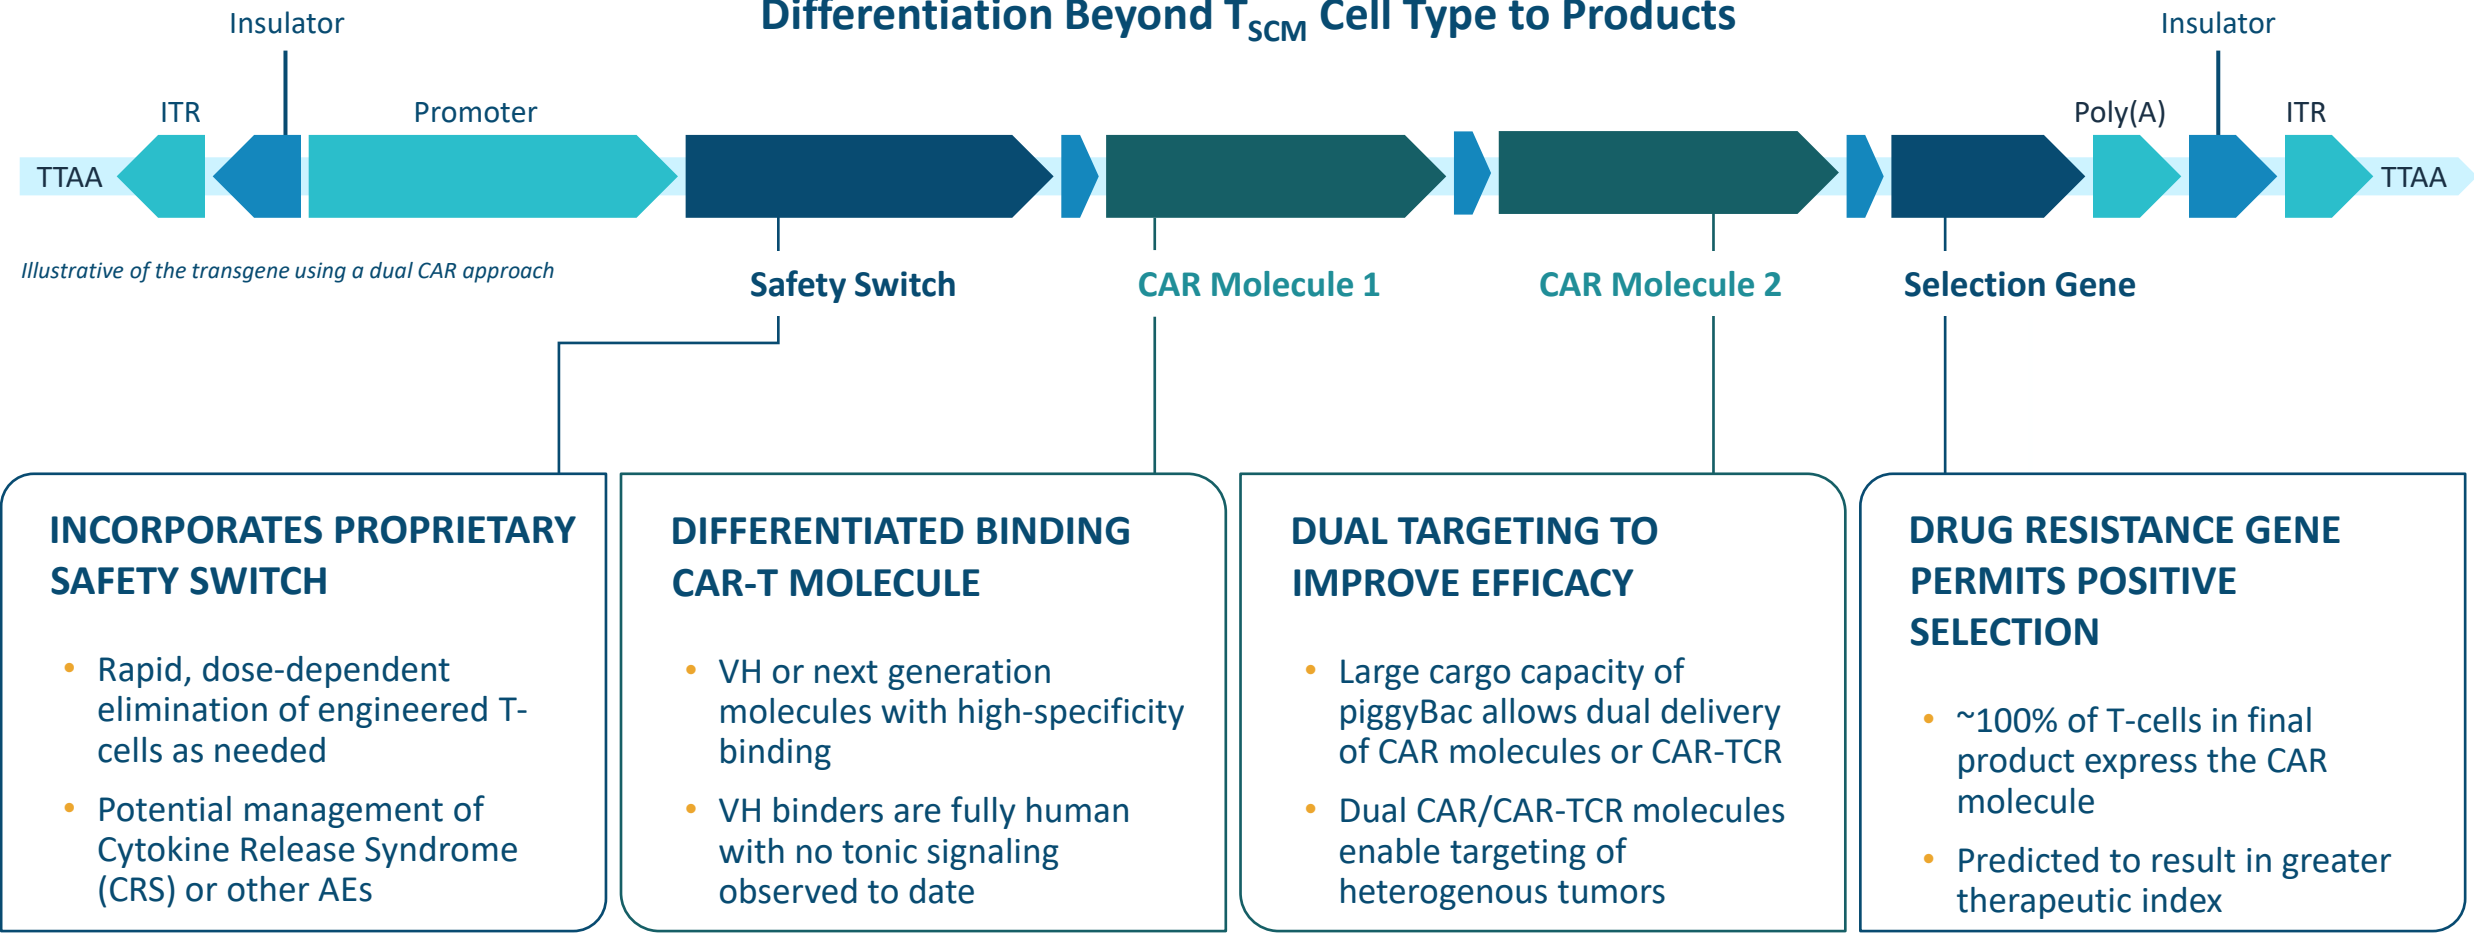 Differentiation Beyond TSCM Cell Type to Products
Insulator
Insulator
ITR
Promoter
Poly(A)
ITR
TTAA
TTAA
Illustrative of the transgene using a dual CAR approach
Safety Switch
CAR Molecule 1
CAR Molecule 2
Selection Gene
INCORPORATES PROPRIETARY
SAFETY SWITCH
• Rapid, dose-dependent
elimination of engineered T-
cells as needed
• Potential management of
Cytokine Release Syndrome
(CRS) or other AEs
DIFFERENTIATED BINDING
CAR-T MOLECULE
• VH or next generation
molecules with high-specificity
binding
• VH binders are fully human
with no tonic signaling
observed to date
DUAL TARGETING TO
IMPROVE EFFICACY
• Large cargo capacity of
piggyBac allows dual delivery
of CAR molecules or CAR-TCR
• Dual CAR/CAR-TCR molecules
enable targeting of
heterogenous tumors
DRUG RESISTANCE GENE
PERMITS POSITIVE
SELECTION
• ~100% of T-cells in final
product express the CAR
molecule
• Predicted to result in greater
therapeutic index